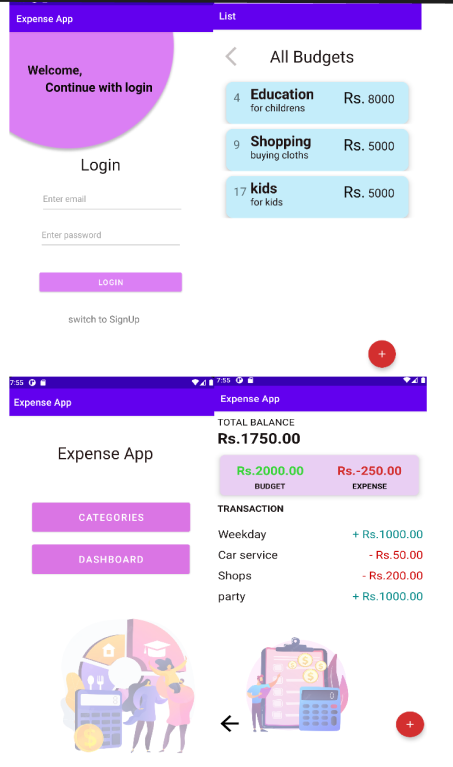 Expense App
Welcome,
Continue with login
Login
Enter email
Enter password
LOGIN
switch to SignUp
List
All Budgets
4 Education Rs. 8000
for childrens
9 Shopping Rs. 5000
buying cloths
17 kids Rs. 5000
for kids
+
7:55
Expense App
Expense App
CATEGORIES
DASHBOARD
7:55
Expense App
TOTAL BALANCE
Rs.1750.00
Rs.2000.00 Rs.-250.00
BUDGET EXPENSE
TRANSACTION
Weekday + Rs.1000.00
Car service - Rs.50.00
Shops - Rs.200.00
party + Rs.1000.00
+